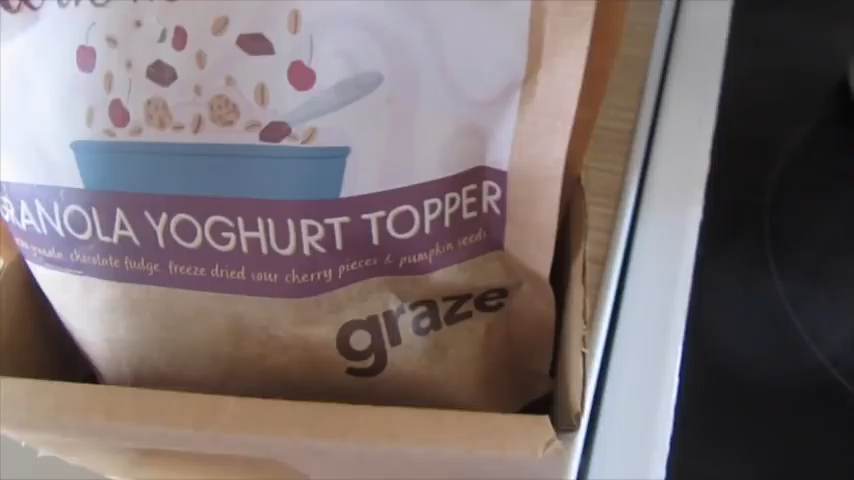 GRANOLA YOGHURT TOPPER
granola, chocolate fudge, freeze dried sour cherry pieces & pumpkin seeds
graze